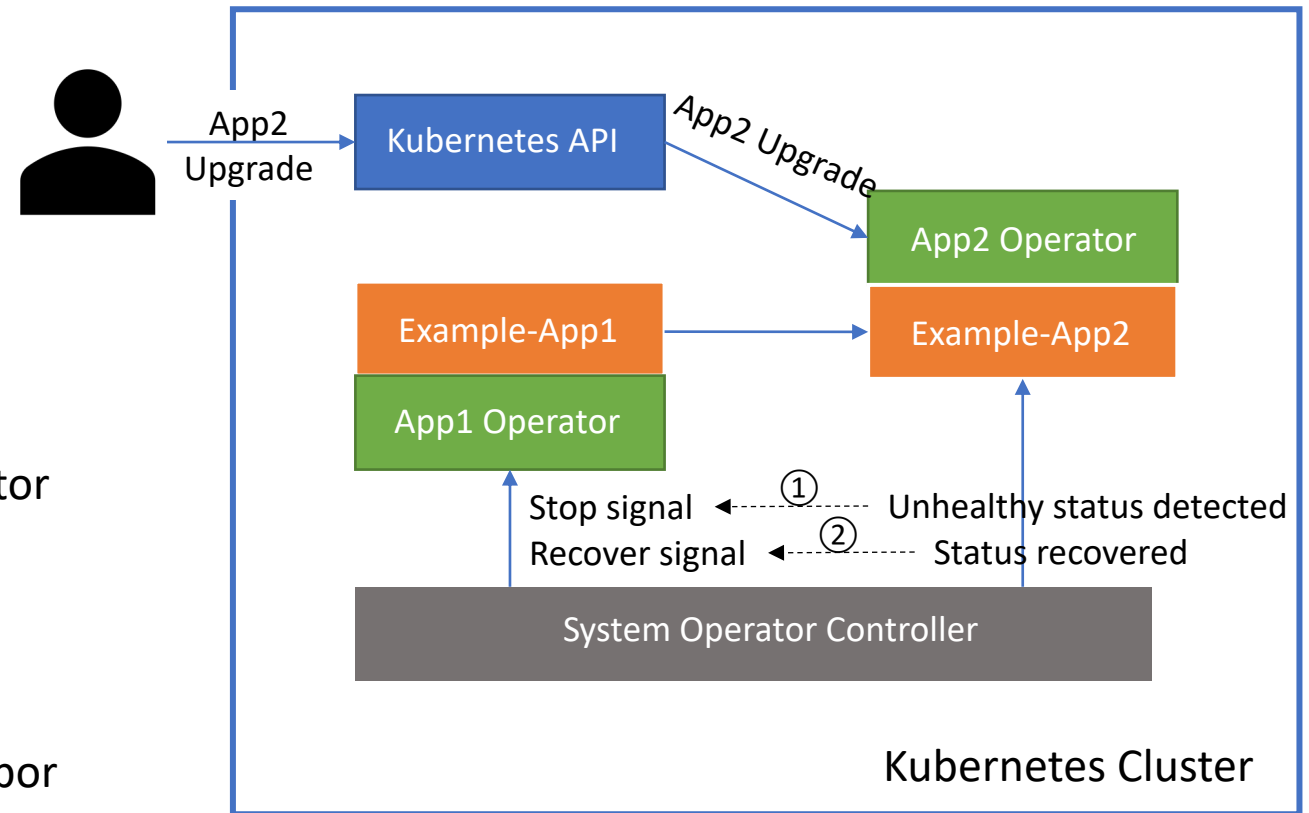 App2
Upgrade
Kubernetes API
App2 Upgrade
App2 Operator
Example-App1
Example-App2
App1 Operator
tor
Stop signal
①
Unhealthy status detected
Recover signal
②
Status recovered
System Operator Controller
Kubernetes Cluster